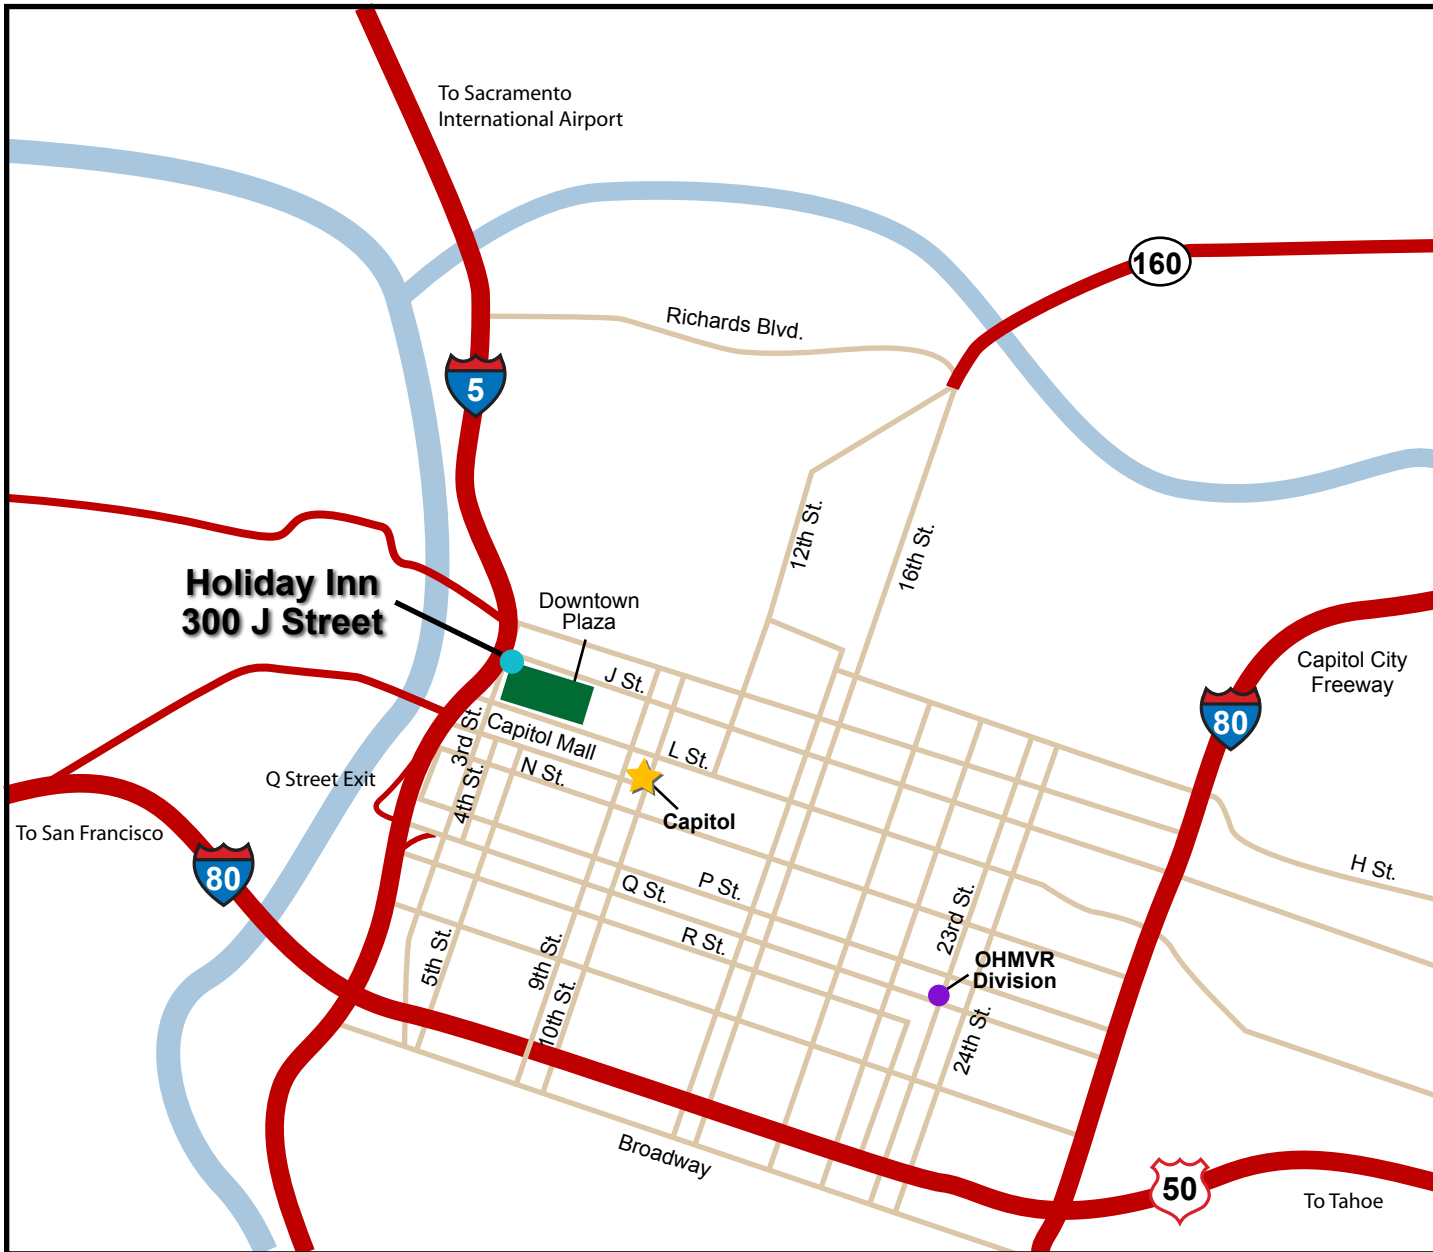 To Sacramento
International Airport
160
Richards Blvd.
5
12th St.
16th St.
Holiday Inn
300 J Street
Downtown
Plaza
J St.
Capitol City
Freeway
80
3rd St.
Capitol Mall
L St.
Q Street Exit
4th St.
N St.
Capitol
To San Francisco
80
H St.
P St.
Q St.
R St.
23rd St.
5th St.
9th St.
OHMVR
Division
10th St.
24th St.
Broadway
50
To Tahoe